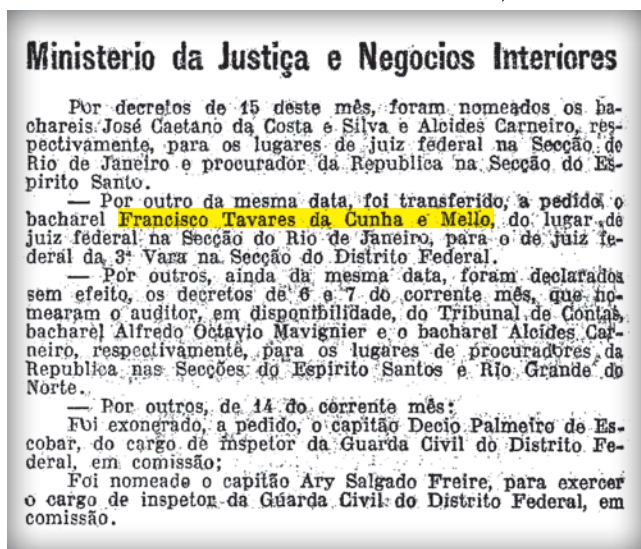 Ministerio da Justiça e Negocios Interiores
Por decretos de 15 deste mês, foram nomeados os ba-
chareis José Caetano da Costa e Silva e Alcides Carneiro, res-
pectivamente, para os lugares de juiz federal na Secção do
Rio de Janeiro e procurador da Republica na Secção do Es-
pirito Santo.
— Por outro da mesma data, foi transferido, a pedido, o
bacharel Francisco Tavares da Cunha e Mello, do lugar de
juiz federal na Secção do Rio de Janeiro, para o de juiz fe-
deral da 3ª Vara na Secção do Distrito Federal.
— Por outros, ainda da mesma data, foram declarados
sem efeito, os decretos de 6 e 7 do corrente mês, que no-
mearam o auditor, em disponibilidade, do Tribunal de Contas,
bacharel Alfredo Octavio Mavignier e o bacharel Alcides Car-
neiro, respectivamente, para os lugares de procuradores da
Republica nas Secções do Espirito Santos e Rio Grande do
Norte.
— Por outros, de 14 do corrente mês:
Foi exonerado, a pedido, o capitão Decio Palmeiro de Es-
cobar, do cargo de inspetor da Guarda Civil do Distrito Fe-
deral, em comissão;
Foi nomeado o capitão Ary Salgado Freire, para exercer
o cargo de inspetor da Guarda Civil do Distrito Federal, em
comissão.